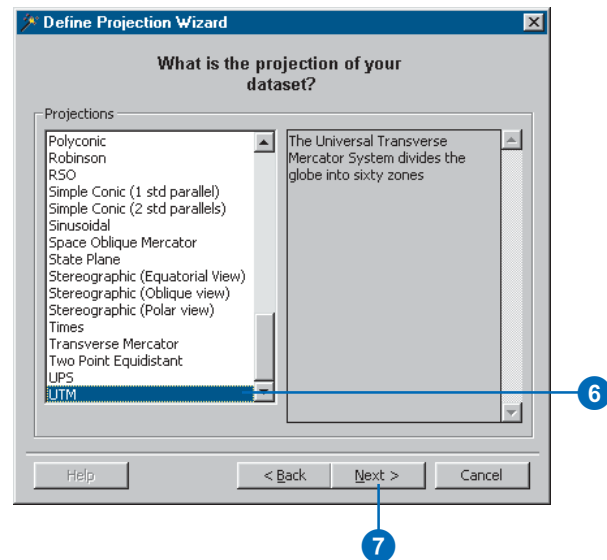 Define Projection Wizard
What is the projection of your
dataset?
Projections
Polyconic
Robinson
RSO
Simple Conic (1 std parallel)
Simple Conic (2 std parallels)
Sinusoidal
Space Oblique Mercator
State Plane
Stereographic (Equatorial View)
Stereographic (Oblique view)
Stereographic (Polar view)
Times
Transverse Mercator
Two Point Equidistant
UPS
UTM
The Universal Transverse
Mercator System divides the
globe into sixty zones
6
Help
< Back
Next >
Cancel
7